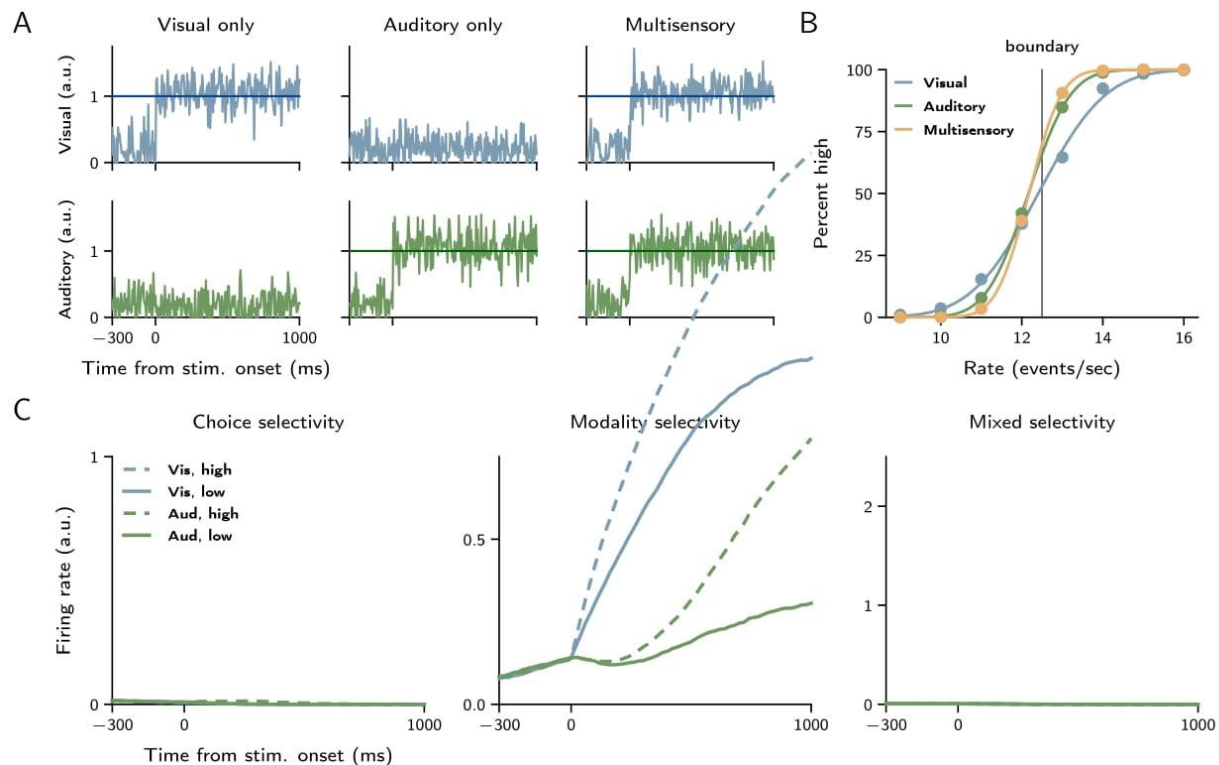 A
Visual only
Auditory only
Multisensory
Visual (a.u.)
1
0
Auditory (a.u.)
1
0
−300
0
1000
Time from stim. onset (ms)
B
boundary
Percent high
100
75
50
25
0
Visual
Auditory
Multisensory
10
12
14
16
Rate (events/sec)
C
Choice selectivity
Modality selectivity
Mixed selectivity
Firing rate (a.u.)
1
0
Vis, high
Vis, low
Aud, high
Aud, low
−300
0
1000
Time from stim. onset (ms)
0.5
0.0
−300
0
1000
2
1
0
−300
0
1000